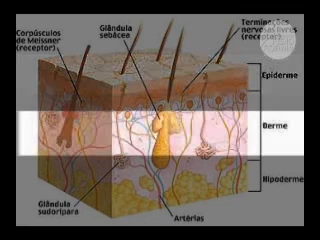 Corpúsculos
de Meissner
(receptor)
Glândula
sebácea
Terminações
nervosas livres
(receptor)
Epiderme
Derme
Hipoderme
Glândula
sudorípara
Artérias